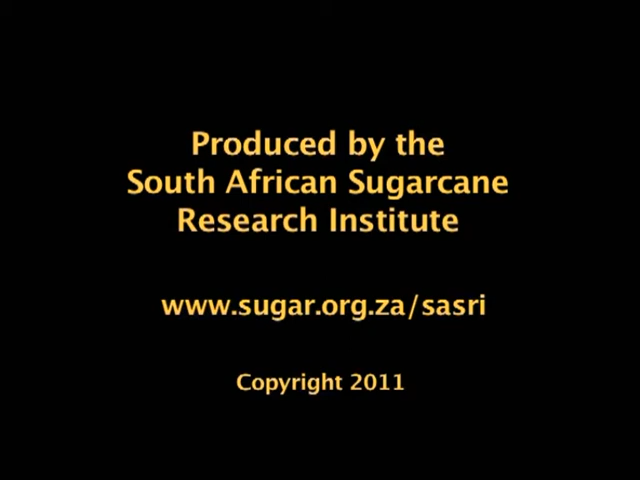 Produced by the
South African Sugarcane
Research Institute
www.sugar.org.za/sasri
Copyright 2011